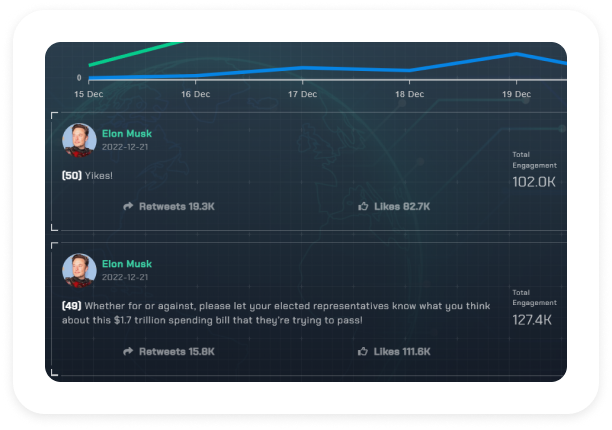 0
15 Dec 16 Dec 17 Dec 18 Dec 19 Dec
Elon Musk
2022-12-21
(50) Yikes!
Total
Engagement
102.0K
Retweets 19.3K Likes 82.7K
Elon Musk
2022-12-21
(49) Whether for or against, please let your elected representatives know what you think
about this $1.7 trillion spending bill that they're trying to pass!
Total
Engagement
127.4K
Retweets 15.8K Likes 111.6K